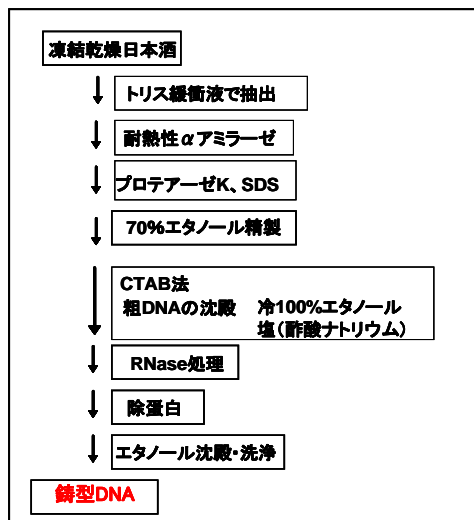 凍結乾燥日本酒
トリス緩衝液で抽出
耐熱性αアミラーゼ
プロテアーゼK、SDS
70%エタノール精製
CTAB法
粗DNAの沈殿 冷100%エタノール
塩(酢酸ナトリウム)
RNase処理
除蛋白
エタノール沈殿・洗浄
鋳型DNA